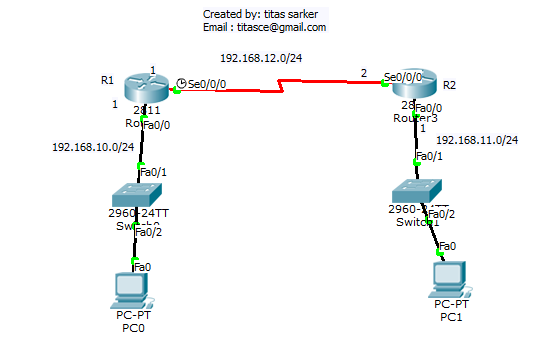 Created by: titas sarker
Email : titasce@gmail.com
192.168.12.0/24
R1
1
Se0/0/0
2
Se0/0/0
R2
1
2811
Fa0/0
28
Fa0/0
Router3
1
192.168.10.0/24
192.168.11.0/24
Fa0/1
Fa0/1
2960-24TT
Fa0/2
2960-24TT
Fa0/2
Switch1
Fa0
Fa0
PC-PT
PC0
PC-PT
PC1